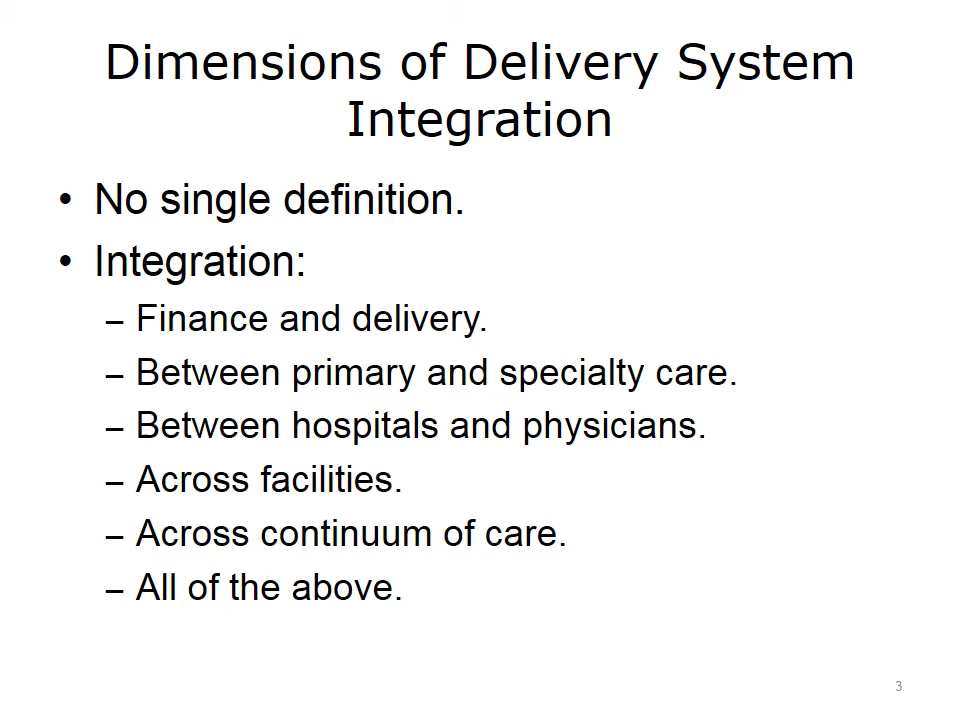 Dimensions of Delivery System
Integration
• No single definition.
• Integration:
– Finance and delivery.
– Between primary and specialty care.
– Between hospitals and physicians.
– Across facilities.
– Across continuum of care.
– All of the above.
3